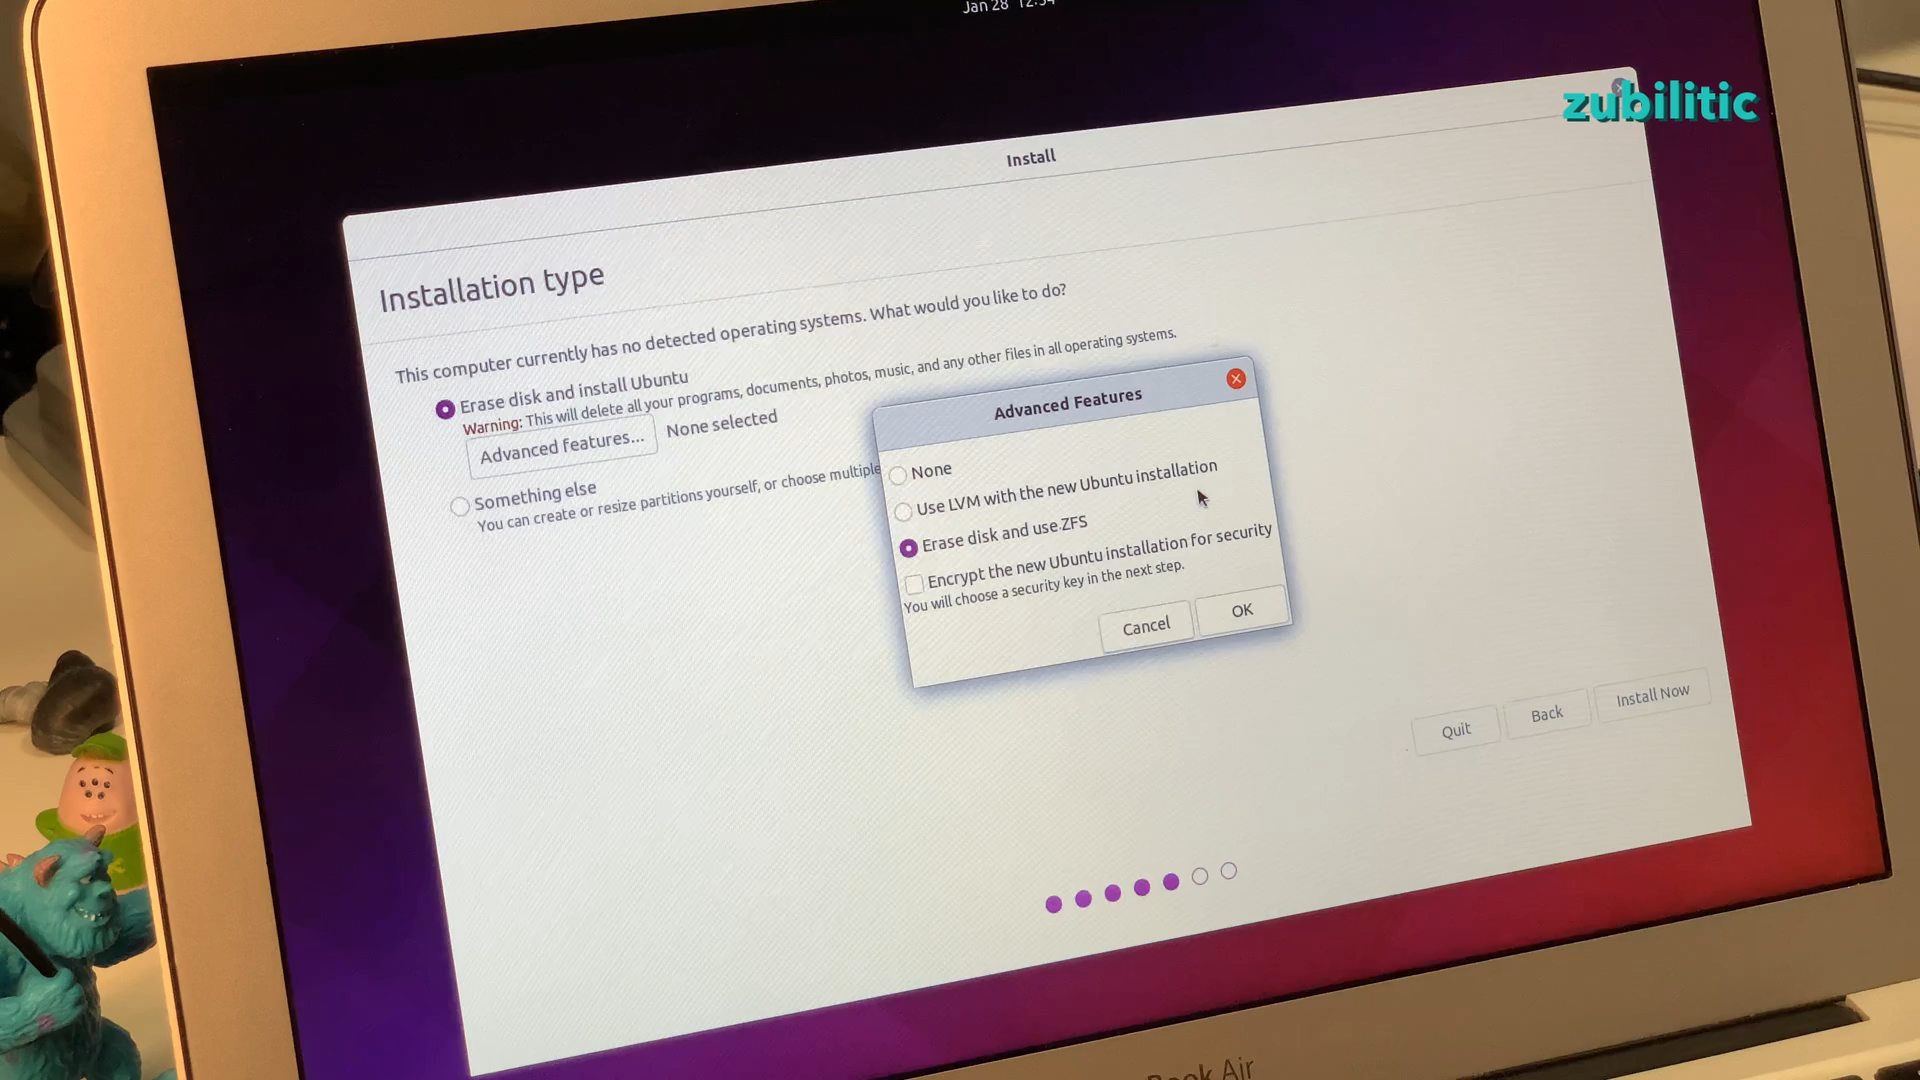 Jan 28 12:54
zubilitic
Install
Installation type
This computer currently has no detected operating systems. What would you like to do?
Erase disk and install Ubuntu
Warning: This will delete all your programs, documents, photos, music, and any other files in all operating systems.
Advanced features... None selected
Something else
You can create or resize partitions yourself, or choose multiple
Advanced Features
None
Use LVM with the new Ubuntu installation
Erase disk and use ZFS
Encrypt the new Ubuntu installation for security
You will choose a security key in the next step.
Cancel OK
Quit Back Install Now
Book Air